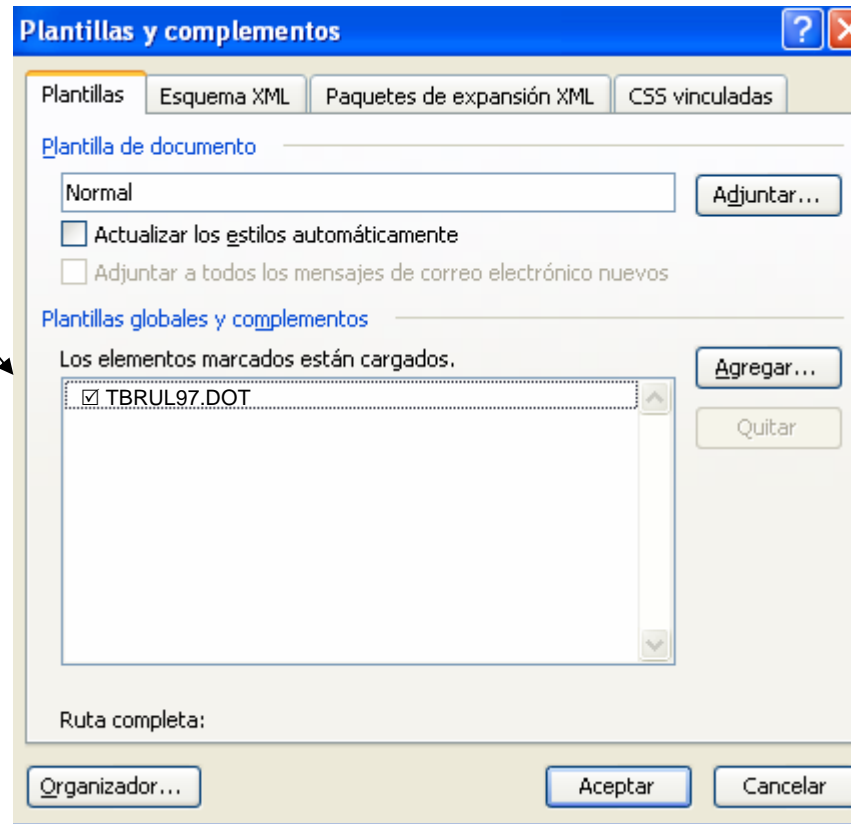 Plantillas y complementos
Plantillas Esquema XML Paquetes de expansión XML CSS vinculadas
Plantilla de documento
Normal Adjuntar...
Actualizar los estilos automáticamente
Adjuntar a todos los mensajes de correo electrónico nuevos
Plantillas globales y complementos
Los elementos marcados están cargados. Agregar...
☑ TBRUL97.DOT
Quitar
Ruta completa:
Organizador... Aceptar Cancelar